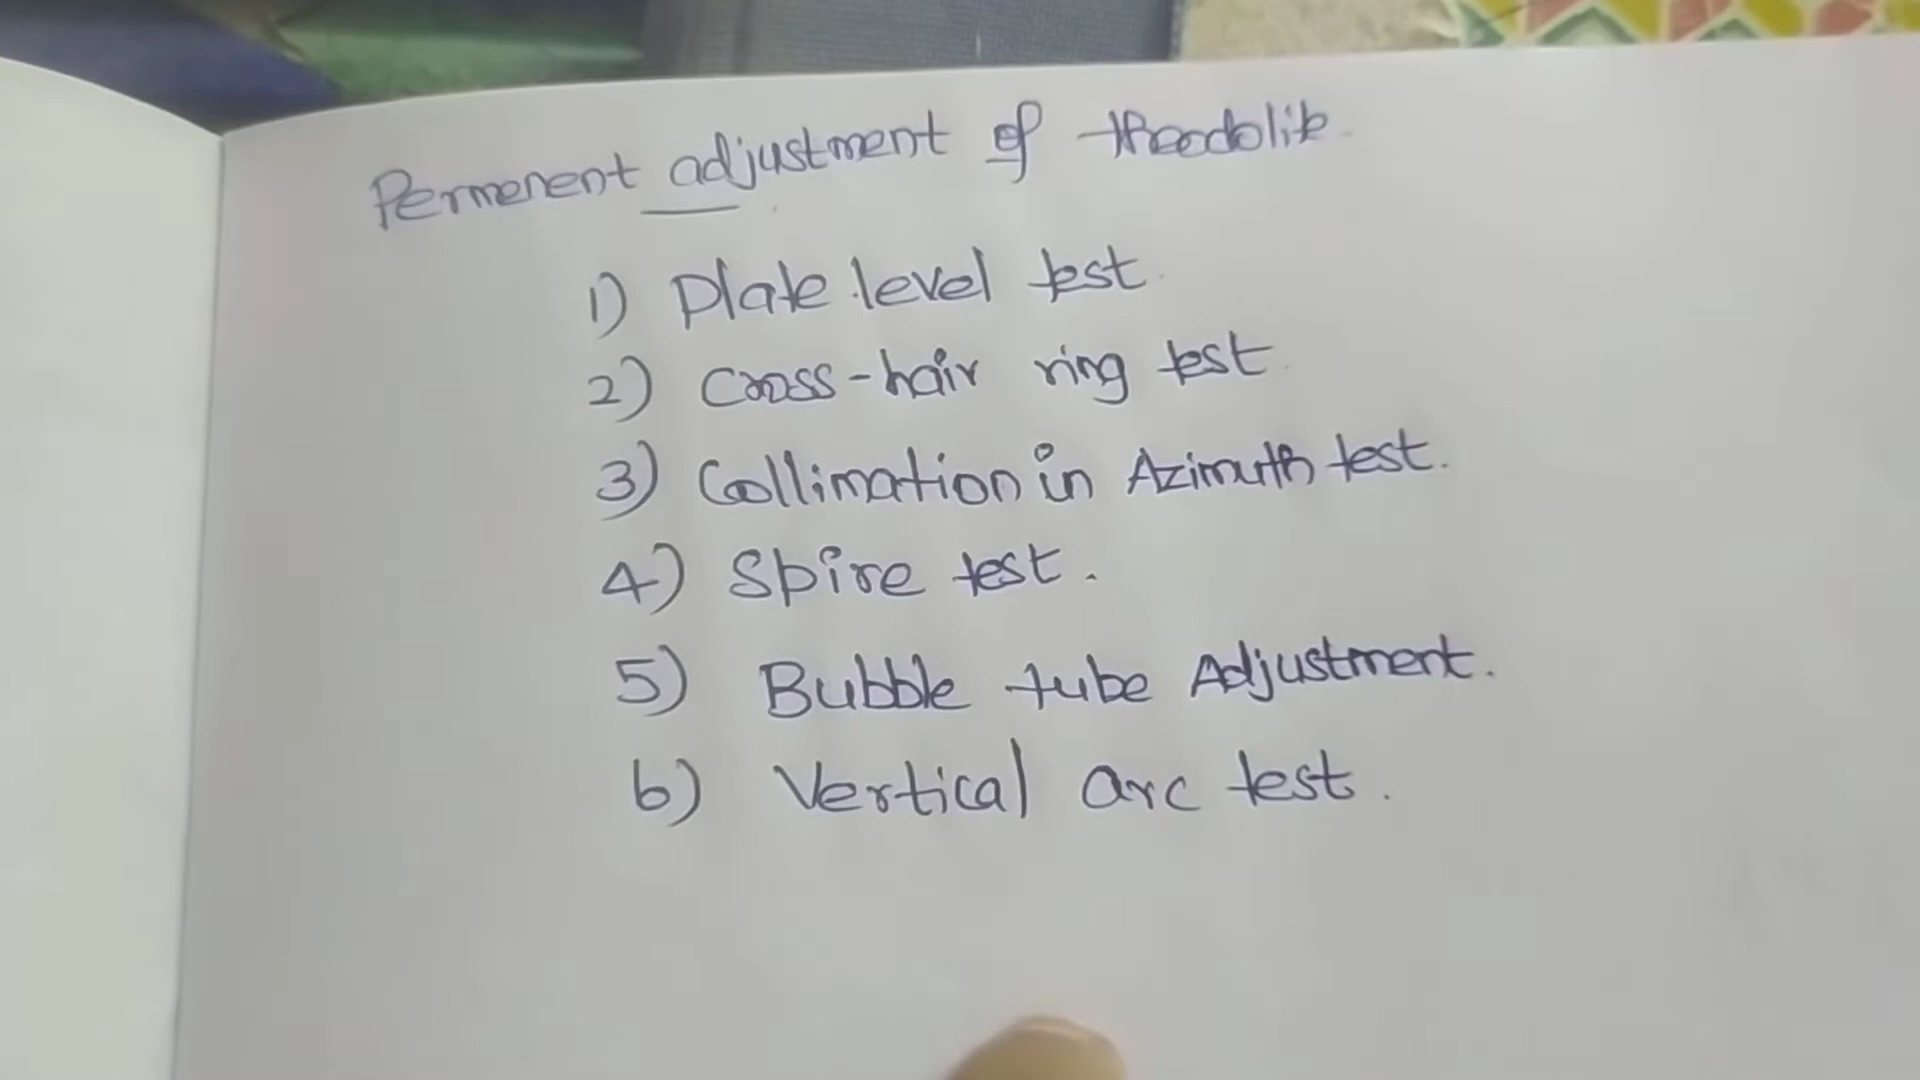 Permenent adjustment of theodolite.
1) Plate level test.
2) Cross-hair ring test.
3) Collimation in Azimuth test.
4) Spire test.
5) Bubble tube Adjustment.
6) Vertical arc test.